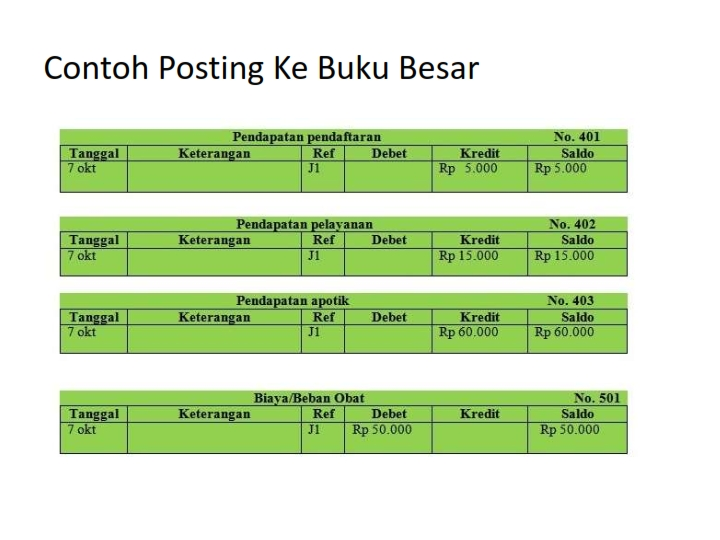 Contoh Posting Ke Buku Besar
Pendapatan pendaftaran No. 401
Tanggal Keterangan Ref Debet Kredit Saldo
7 okt J1 Rp 5.000 Rp 5.000
Pendapatan pelayanan No. 402
Tanggal Keterangan Ref Debet Kredit Saldo
7 okt J1 Rp 15.000 Rp 15.000
Pendapatan apotik No. 403
Tanggal Keterangan Ref Debet Kredit Saldo
7 okt J1 Rp 60.000 Rp 60.000
Biaya/Beban Obat No. 501
Tanggal Keterangan Ref Debet Kredit Saldo
7 okt J1 Rp 50.000 Rp 50.000